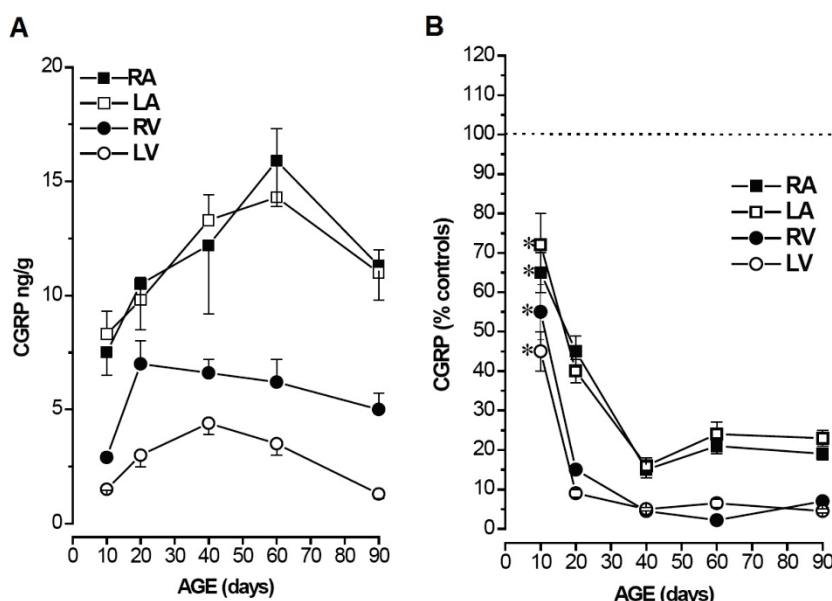 A
20
15
10
5
0
CGRP ng/g
RA
LA
RV
LV
0 10 20 30 40 50 60 70 80 90
AGE (days)
B
120
110
100
90
80
70
60
50
40
30
20
10
0
CGRP (% controls)
RA
LA
RV
LV
*
*
*
*
0 10 20 30 40 50 60 70 80 90
AGE (days)